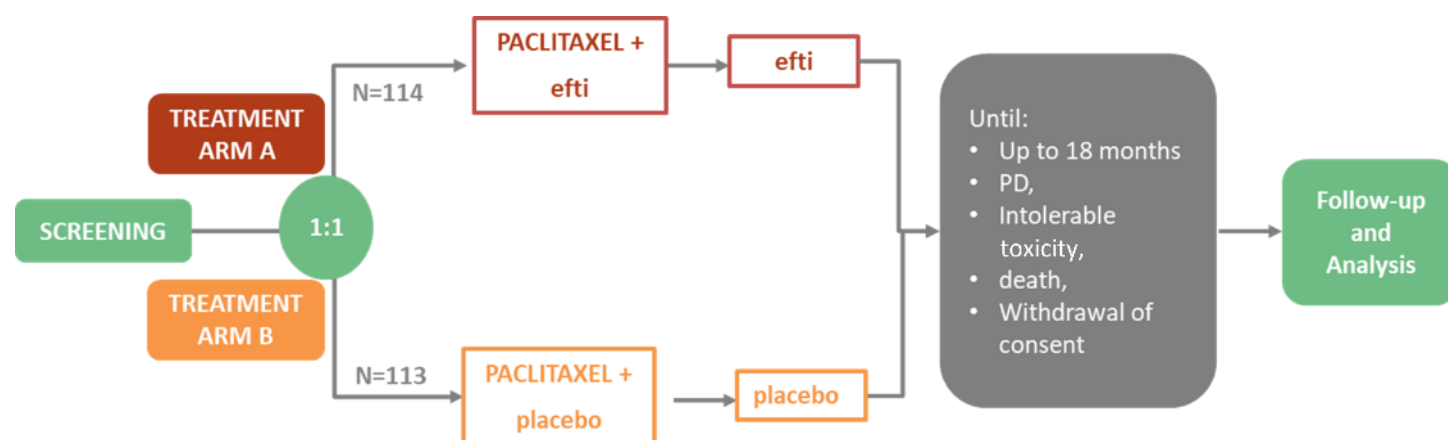 SCREENING
1:1
TREATMENT
ARM A
N=114
PACLITAXEL +
efti
efti
TREATMENT
ARM B
N=113
PACLITAXEL +
placebo
placebo
Until:
• Up to 18 months
• PD,
• Intolerable
toxicity,
• death,
• Withdrawal of
consent
Follow-up
and
Analysis